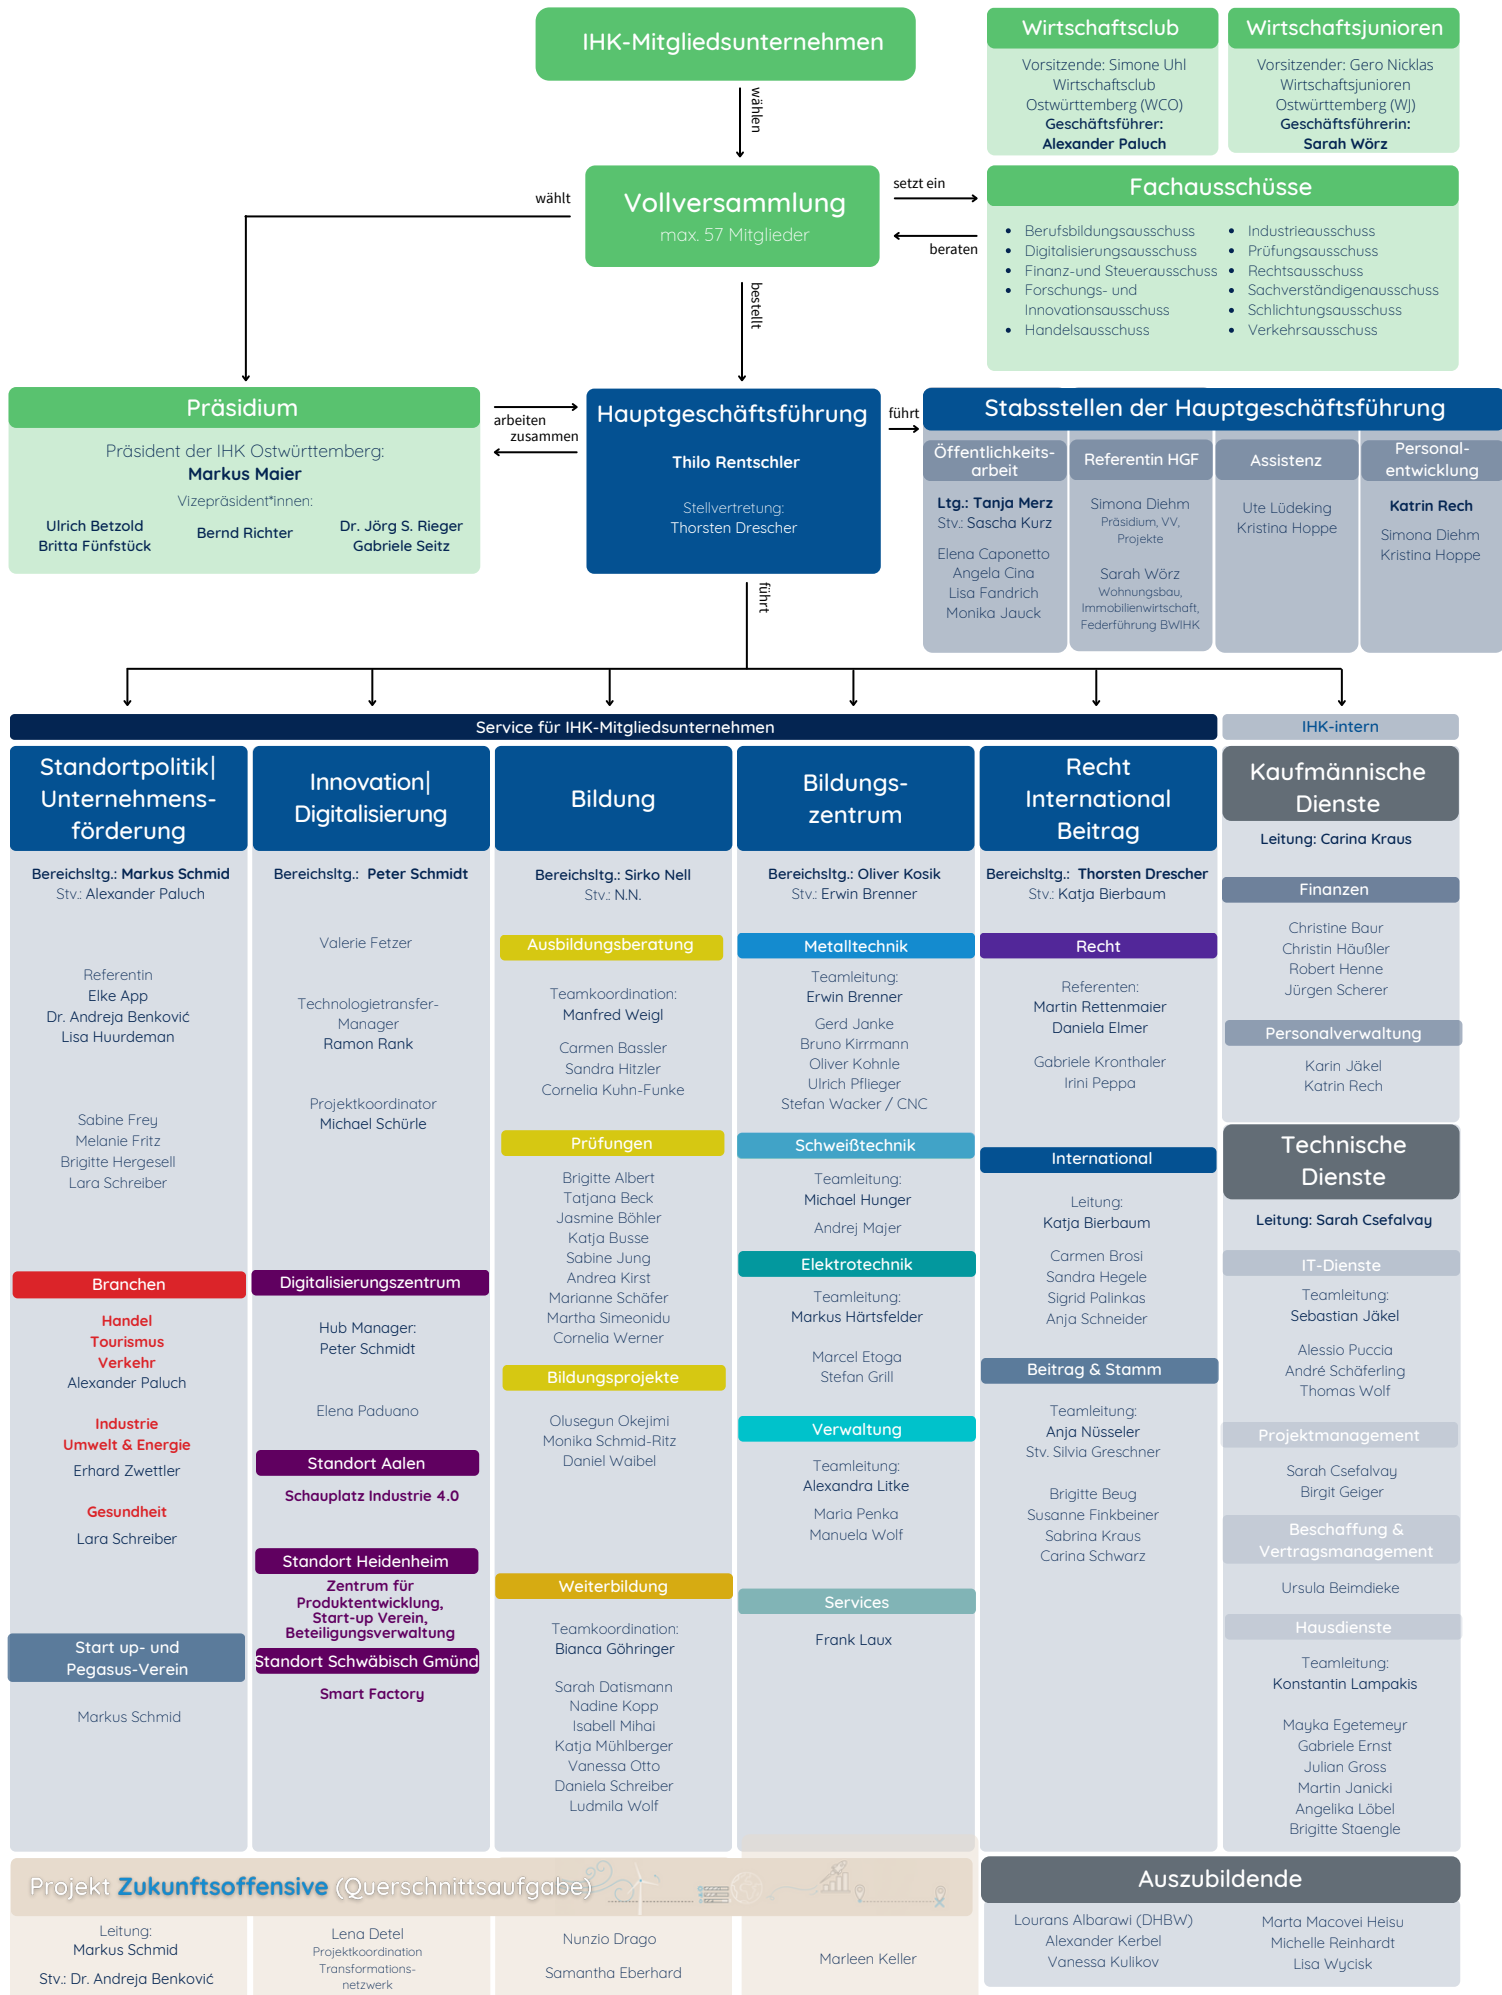 IHK-Mitgliedsunternehmen
wählen
Wirtschaftsclub
Vorsitzende: Simone Uhl
Wirtschaftsclub
Ostwürttemberg (WCO)
Geschäftsführer:
Alexander Paluch
Wirtschaftsjunioren
Vorsitzender: Gero Nicklas
Wirtschaftsjunioren
Ostwürttemberg (WJ)
Geschäftsführerin:
Sarah Wörz
wählt
Vollversammlung
max. 57 Mitglieder
setzt ein
beraten
Fachausschüsse
• Berufsbildungsausschuss
• Digitalisierungsausschuss
• Finanz-und Steuerausschuss
• Forschungs- und
Innovationsausschuss
• Handelsausschuss
• Industrieausschuss
• Prüfungsausschuss
• Rechtsausschuss
• Sachverständigenausschuss
• Schlichtungsausschuss
• Verkehrsausschuss
bestellt
Präsidium
Präsident der IHK Ostwürttemberg:
Markus Maier
Vizepräsident*innen:
Ulrich Betzold
Britta Fünfstück
Bernd Richter
Dr. Jörg S. Rieger
Gabriele Seitz
arbeiten
zusammen
Hauptgeschäftsführung
Thilo Rentschler
Stellvertretung:
Thorsten Drescher
führt
Stabsstellen der Hauptgeschäftsführung
Öffentlichkeits-
arbeit
Ltg.: Tanja Merz
Stv.: Sascha Kurz
Elena Caponetto
Angela Cina
Lisa Fandrich
Monika Jauck
Referentin HGF
Simona Diehm
Präsidium, VV,
Projekte
Sarah Wörz
Wohnungsbau,
Immobilienwirtschaft,
Federführung BWIHK
Assistenz
Ute Lüdeking
Kristina Hoppe
Personal-
entwicklung
Katrin Rech
Simona Diehm
Kristina Hoppe
führt
Service für IHK-Mitgliedsunternehmen
IHK-intern
Standortpolitik|
Unternehmens-
förderung
Bereichsltg.: Markus Schmid
Stv.: Alexander Paluch
Referentin
Elke App
Dr. Andreja Benković
Lisa Huurdeman
Sabine Frey
Melanie Fritz
Brigitte Hergesell
Lara Schreiber
Branchen
Handel
Tourismus
Verkehr
Alexander Paluch
Industrie
Umwelt & Energie
Erhard Zwettler
Gesundheit
Lara Schreiber
Start up- und
Pegasus-Verein
Markus Schmid
Innovation|
Digitalisierung
Bereichsltg.: Peter Schmidt
Valerie Fetzer
Technologietransfer-
Manager
Ramon Rank
Projektkoordinator
Michael Schürle
Digitalisierungszentrum
Hub Manager:
Peter Schmidt
Elena Paduano
Standort Aalen
Schauplatz Industrie 4.0
Standort Heidenheim
Zentrum für
Produktentwicklung,
Start-up Verein,
Beteiligungsverwaltung
Standort Schwäbisch Gmünd
Smart Factory
Bildung
Bereichsltg.: Sirko Nell
Stv.: N.N.
Ausbildungsberatung
Teamkoordination:
Manfred Weigl
Carmen Bassler
Sandra Hitzler
Cornelia Kuhn-Funke
Prüfungen
Brigitte Albert
Tatjana Beck
Jasmine Böhler
Katja Busse
Sabine Jung
Andrea Kirst
Marianne Schäfer
Martha Simeonidu
Cornelia Werner
Bildungsprojekte
Olusegun Okejimi
Monika Schmid-Ritz
Daniel Waibel
Weiterbildung
Teamkoordination:
Bianca Göhringer
Sarah Datismann
Nadine Kopp
Isabell Mihai
Katja Mühlberger
Vanessa Otto
Daniela Schreiber
Ludmila Wolf
Bildungs-
zentrum
Bereichsltg.: Oliver Kosik
Stv.: Erwin Brenner
Metalltechnik
Teamleitung:
Erwin Brenner
Gerd Janke
Bruno Kirrmann
Oliver Kohnle
Ulrich Pflieger
Stefan Wacker / CNC
Schweißtechnik
Teamleitung:
Michael Hunger
Andrej Majer
Elektrotechnik
Teamleitung:
Markus Härtsfelder
Marcel Etoga
Stefan Grill
Verwaltung
Teamleitung:
Alexandra Litke
Maria Penka
Manuela Wolf
Services
Frank Laux
Recht
International
Beitrag
Bereichsltg.: Thorsten Drescher
Stv.: Katja Bierbaum
Recht
Referenten:
Martin Rettenmaier
Daniela Elmer
Gabriele Kronthaler
Irini Peppa
International
Leitung:
Katja Bierbaum
Carmen Brosi
Sandra Hegele
Sigrid Palinkas
Anja Schneider
Beitrag & Stamm
Teamleitung:
Anja Nüsseler
Stv. Silvia Greschner
Brigitte Beug
Susanne Finkbeiner
Sabrina Kraus
Carina Schwarz
Kaufmännische
Dienste
Leitung: Carina Kraus
Finanzen
Christine Baur
Christin Häußler
Robert Henne
Jürgen Scherer
Personalverwaltung
Karin Jäkel
Katrin Rech
Technische
Dienste
Leitung: Sarah Csefalvay
IT-Dienste
Teamleitung:
Sebastian Jäkel
Alessio Puccia
André Schäferling
Thomas Wolf
Projektmanagement
Sarah Csefalvay
Birgit Geiger
Beschaffung &
Vertragsmanagement
Ursula Beimdieke
Hausdienste
Teamleitung:
Konstantin Lampakis
Mayka Egetemeyr
Gabriele Ernst
Julian Gross
Martin Janicki
Angelika Löbel
Brigitte Staengle
Projekt Zukunftsoffensive (Querschnittsaufgabe)
Leitung:
Markus Schmid
Stv.: Dr. Andreja Benković
Lena Detel
Projektkoordination
Transformations-
netzwerk
Nunzio Drago
Samantha Eberhard
Marleen Keller
Auszubildende
Lourans Albarawi (DHBW)
Alexander Kerbel
Vanessa Kulikov
Marta Macovei Heisu
Michelle Reinhardt
Lisa Wycisk